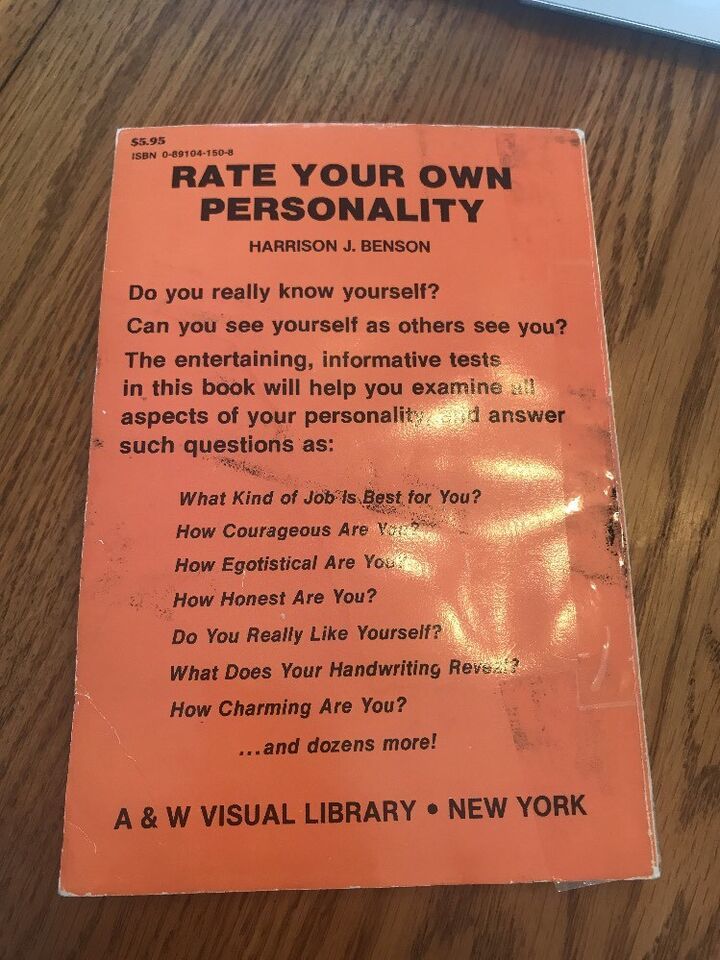 $5.95
ISBN 0-89104-150-8
RATE YOUR OWN
PERSONALITY
HARRISON J. BENSON
Do you really know yourself?
Can you see yourself as others see you?
The entertaining, informative tests
in this book will help you examine all
aspects of your personality, and answer
such questions as:
What Kind of Job Is Best for You?
How Courageous Are You?
How Egotistical Are You?
How Honest Are You?
Do You Really Like Yourself?
What Does Your Handwriting Reveal?
How Charming Are You?
...and dozens more!
A & W VISUAL LIBRARY • NEW YORK